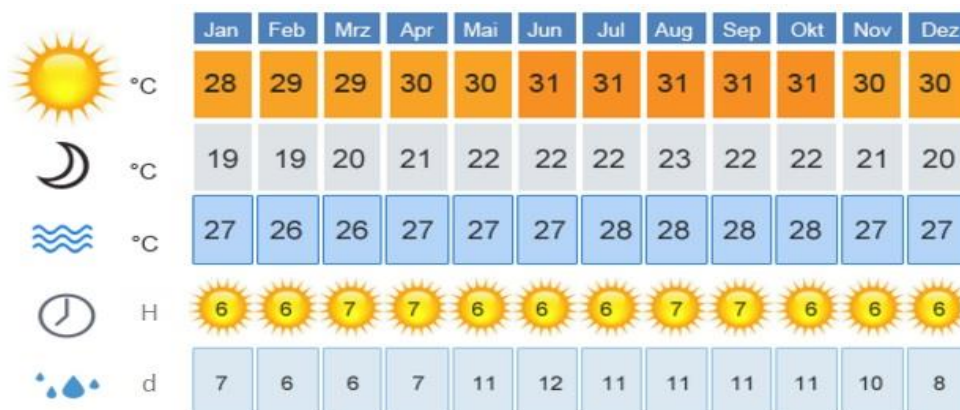 Jan Feb Mrz Apr Mai Jun Jul Aug Sep Okt Nov Dez
°C 28 29 29 30 30 31 31 31 31 31 30 30
°C 19 19 20 21 22 22 22 23 22 22 21 20
°C 27 26 26 27 27 27 28 28 28 28 27 27
H 6 6 7 7 6 6 6 7 7 6 6 6
d 7 6 6 7 11 12 11 11 11 11 10 8